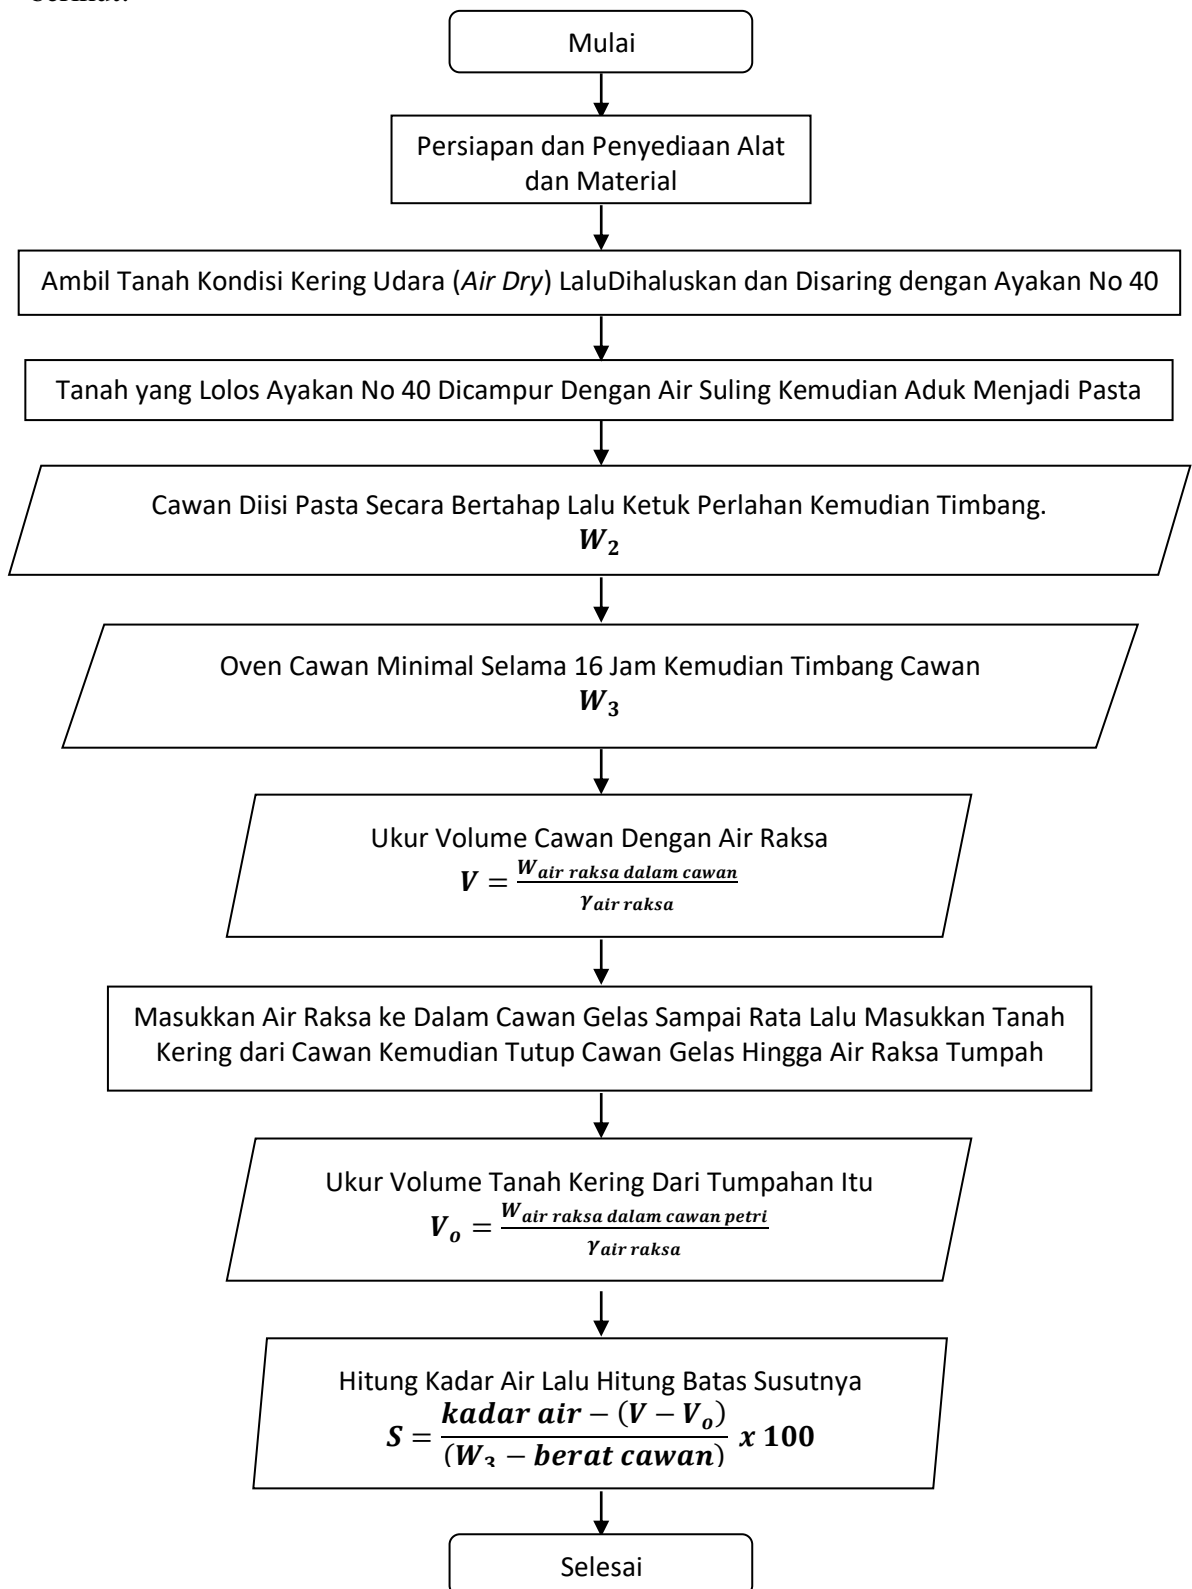 Mulai
Persiapan dan Penyediaan Alat
dan Material
Ambil Tanah Kondisi Kering Udara (Air Dry) LaluDihaluskan dan Disaring dengan Ayakan No 40
Tanah yang Lolos Ayakan No 40 Dicampur Dengan Air Suling Kemudian Aduk Menjadi Pasta
Cawan Diisi Pasta Secara Bertahap Lalu Ketuk Perlahan Kemudian Timbang.
W₂
Oven Cawan Minimal Selama 16 Jam Kemudian Timbang Cawan
W₃
Ukur Volume Cawan Dengan Air Raksa
V = W air raksa dalam cawan / γ air raksa
Masukkan Air Raksa ke Dalam Cawan Gelas Sampai Rata Lalu Masukkan Tanah
Kering dari Cawan Kemudian Tutup Cawan Gelas Hingga Air Raksa Tumpah
Ukur Volume Tanah Kering Dari Tumpahan Itu
Vₒ = W air raksa dalam cawan petri / γ air raksa
Hitung Kadar Air Lalu Hitung Batas Susutnya
S = kadar air − (V − Vₒ) / (W₃ − berat cawan) x 100
Selesai